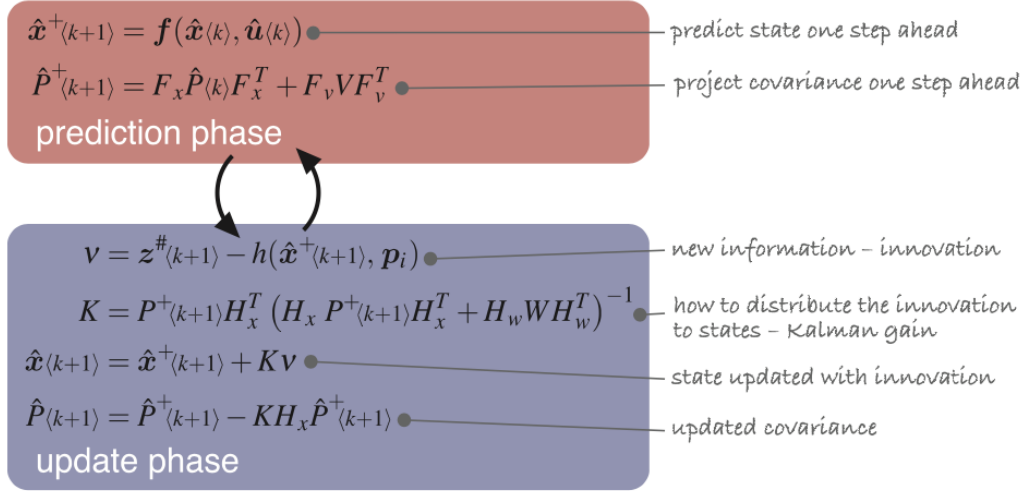 x̂⁺⟨k+1⟩ = f(x̂⟨k⟩, û⟨k⟩)
predict state one step ahead
P̂⁺⟨k+1⟩ = FₓP̂⟨k⟩Fₓᵀ + FᵥVFᵥᵀ
project covariance one step ahead
prediction phase
ν = z^#⟨k+1⟩ − h(x̂⁺⟨k+1⟩, pᵢ)
new information – innovation
K = P⁺⟨k+1⟩Hₓᵀ (Hₓ P⁺⟨k+1⟩Hₓᵀ + H_wWH_wᵀ)⁻¹
how to distribute the innovation
to states – Kalman gain
x̂⟨k+1⟩ = x̂⁺⟨k+1⟩ + Kν
state updated with innovation
P̂⟨k+1⟩ = P̂⁺⟨k+1⟩ − KHₓP̂⁺⟨k+1⟩
updated covariance
update phase